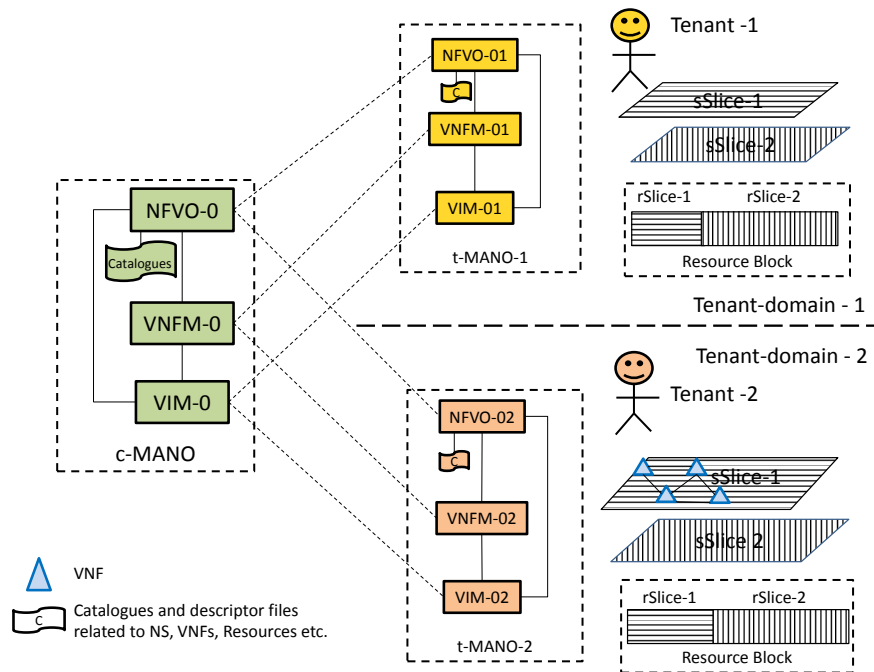 NFVO-0
Catalogues
VNFM-0
VIM-0
c-MANO
NFVO-01
C
VNFM-01
VIM-01
t-MANO-1
Tenant -1
sSlice-1
sSlice-2
rSlice-1 rSlice-2
Resource Block
Tenant-domain - 1
Tenant-domain - 2
Tenant -2
NFVO-02
C
VNFM-02
VIM-02
t-MANO-2
sSlice-1
sSlice 2
rSlice-1 rSlice-2
Resource Block
VNF
C
Catalogues and descriptor files
related to NS, VNFs, Resources etc.